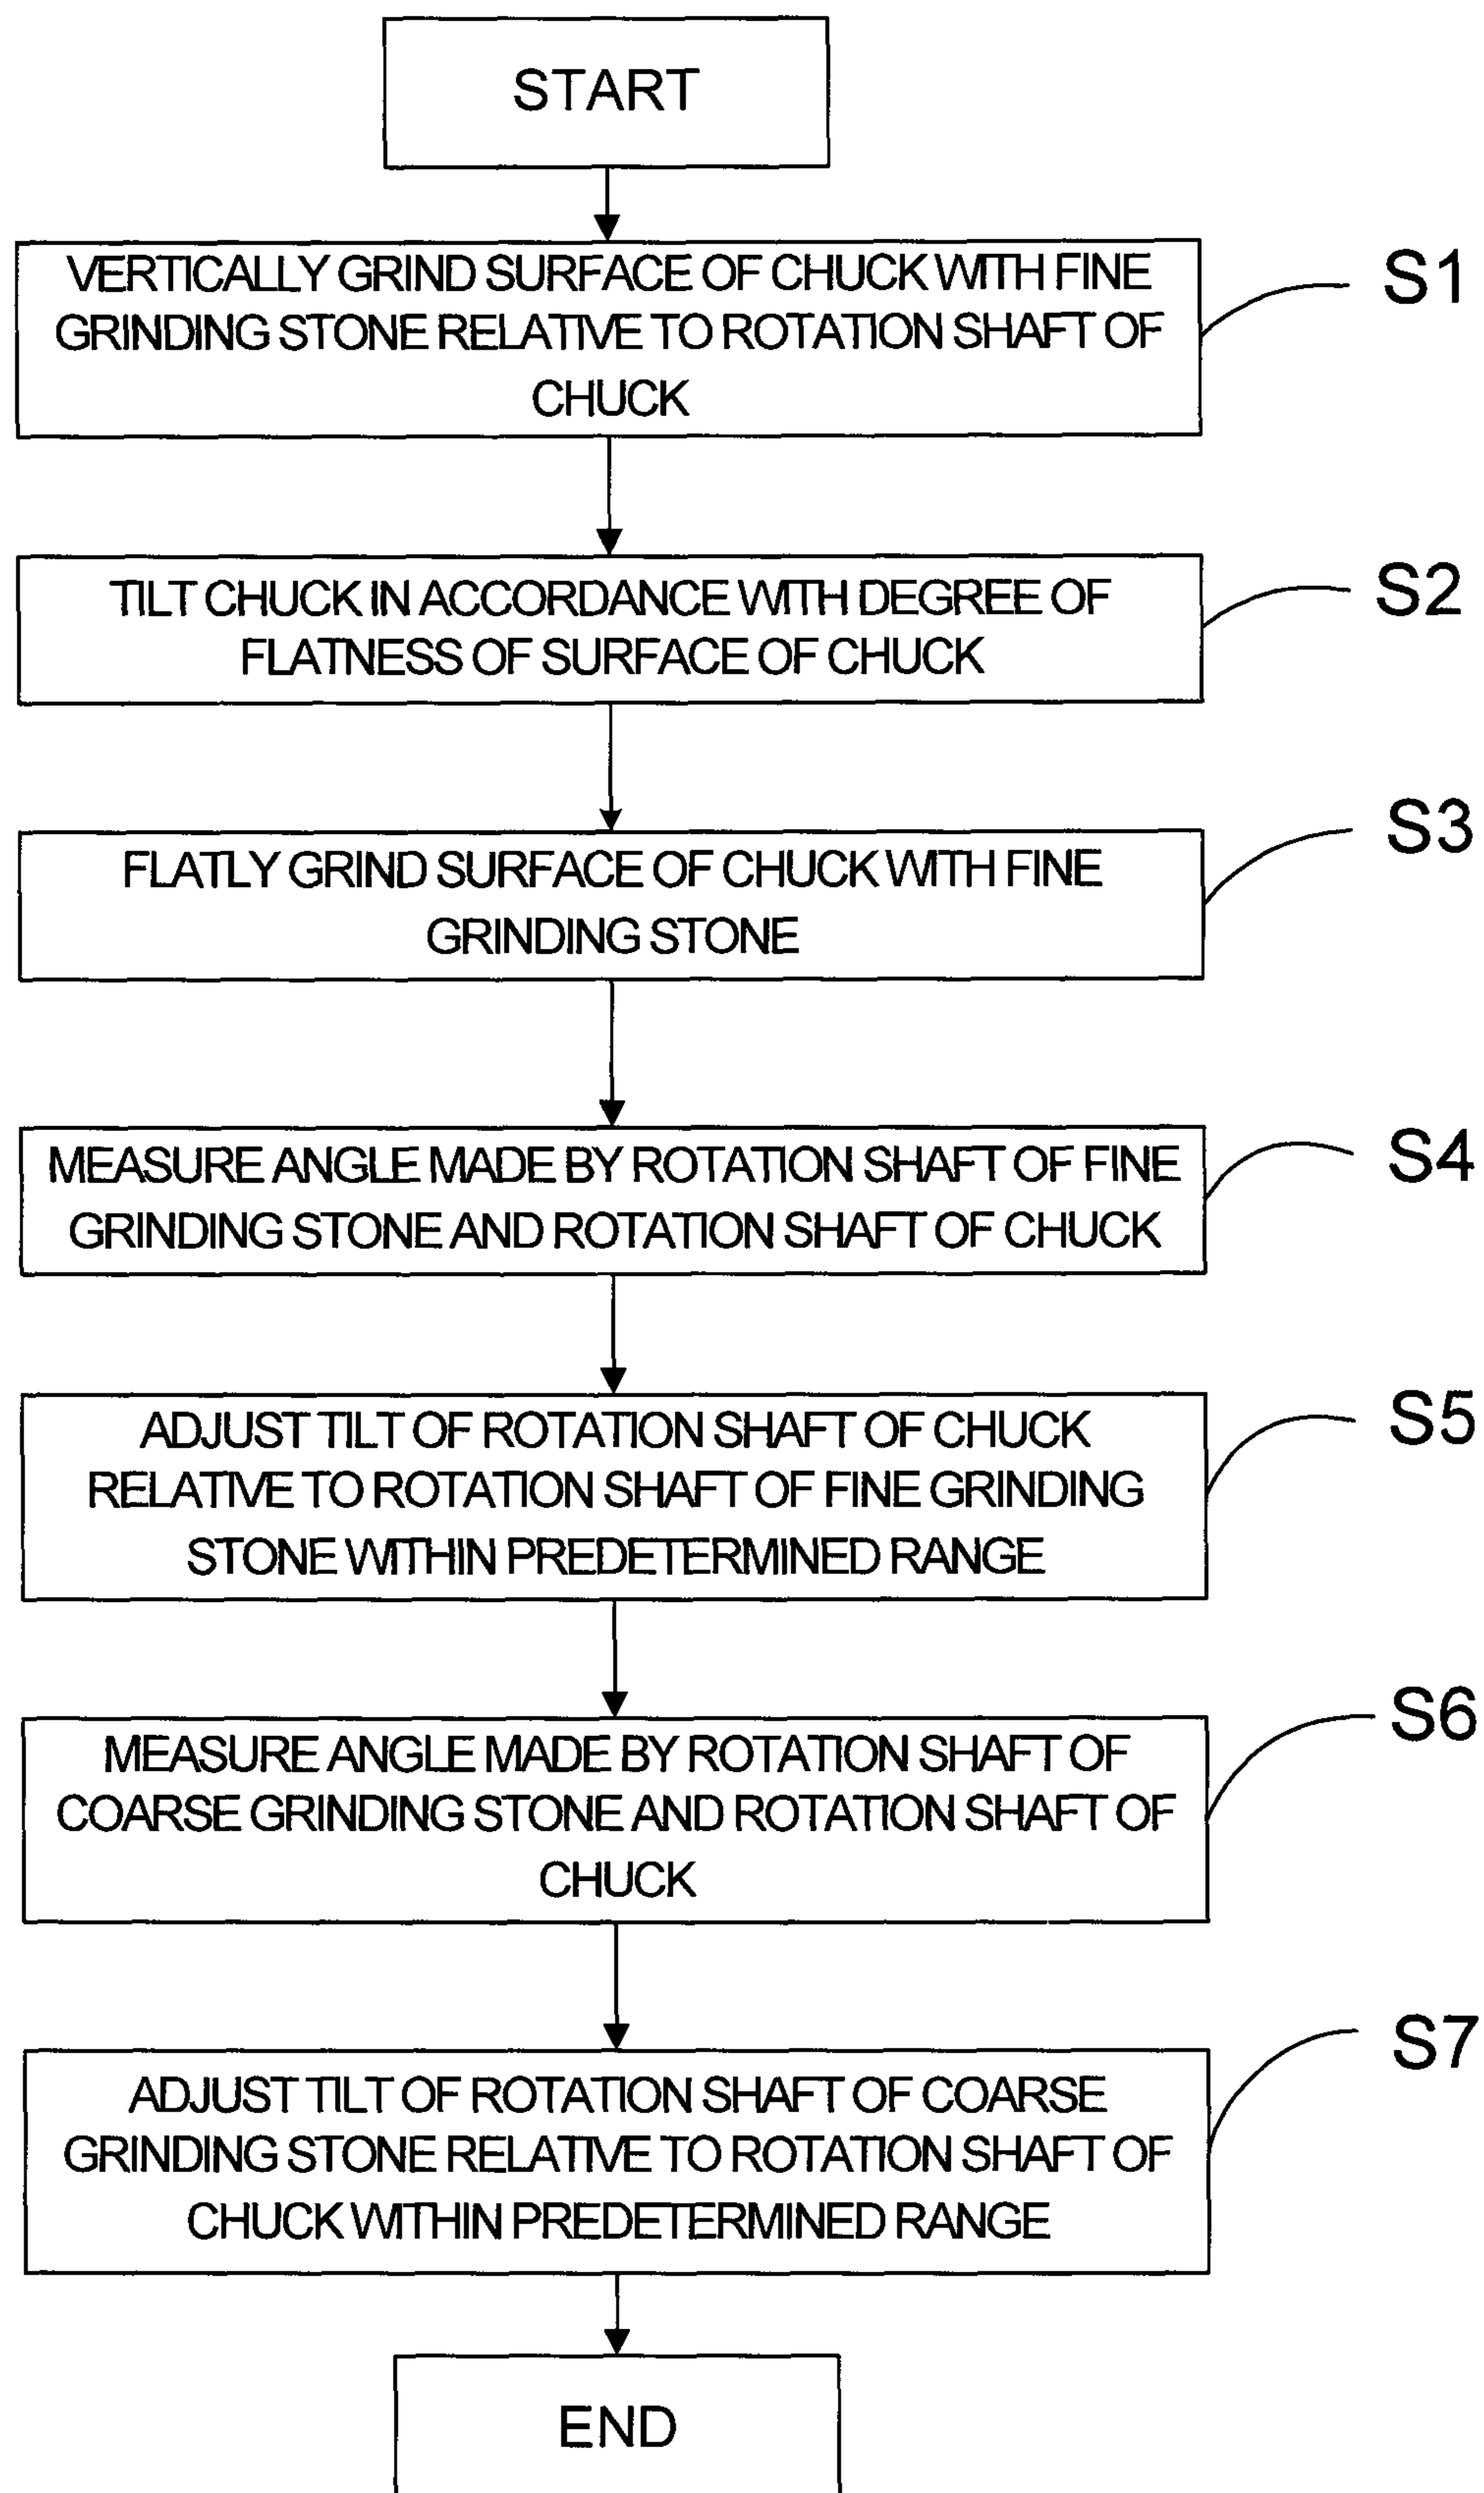 START
VERTICALLY GRIND SURFACE OF CHUCK WITH FINE
GRINDING STONE RELATIVE TO ROTATION SHAFT OF
CHUCK
S1
TILT CHUCK IN ACCORDANCE WITH DEGREE OF
FLATNESS OF SURFACE OF CHUCK
S2
FLATLY GRIND SURFACE OF CHUCK WITH FINE
GRINDING STONE
S3
MEASURE ANGLE MADE BY ROTATION SHAFT OF FINE
GRINDING STONE AND ROTATION SHAFT OF CHUCK
S4
ADJUST TILT OF ROTATION SHAFT OF CHUCK
RELATIVE TO ROTATION SHAFT OF FINE GRINDING
STONE WITHIN PREDETERMINED RANGE
S5
MEASURE ANGLE MADE BY ROTATION SHAFT OF
COARSE GRINDING STONE AND ROTATION SHAFT OF
CHUCK
S6
ADJUST TILT OF ROTATION SHAFT OF COARSE
GRINDING STONE RELATIVE TO ROTATION SHAFT OF
CHUCK WITHIN PREDETERMINED RANGE
S7
END